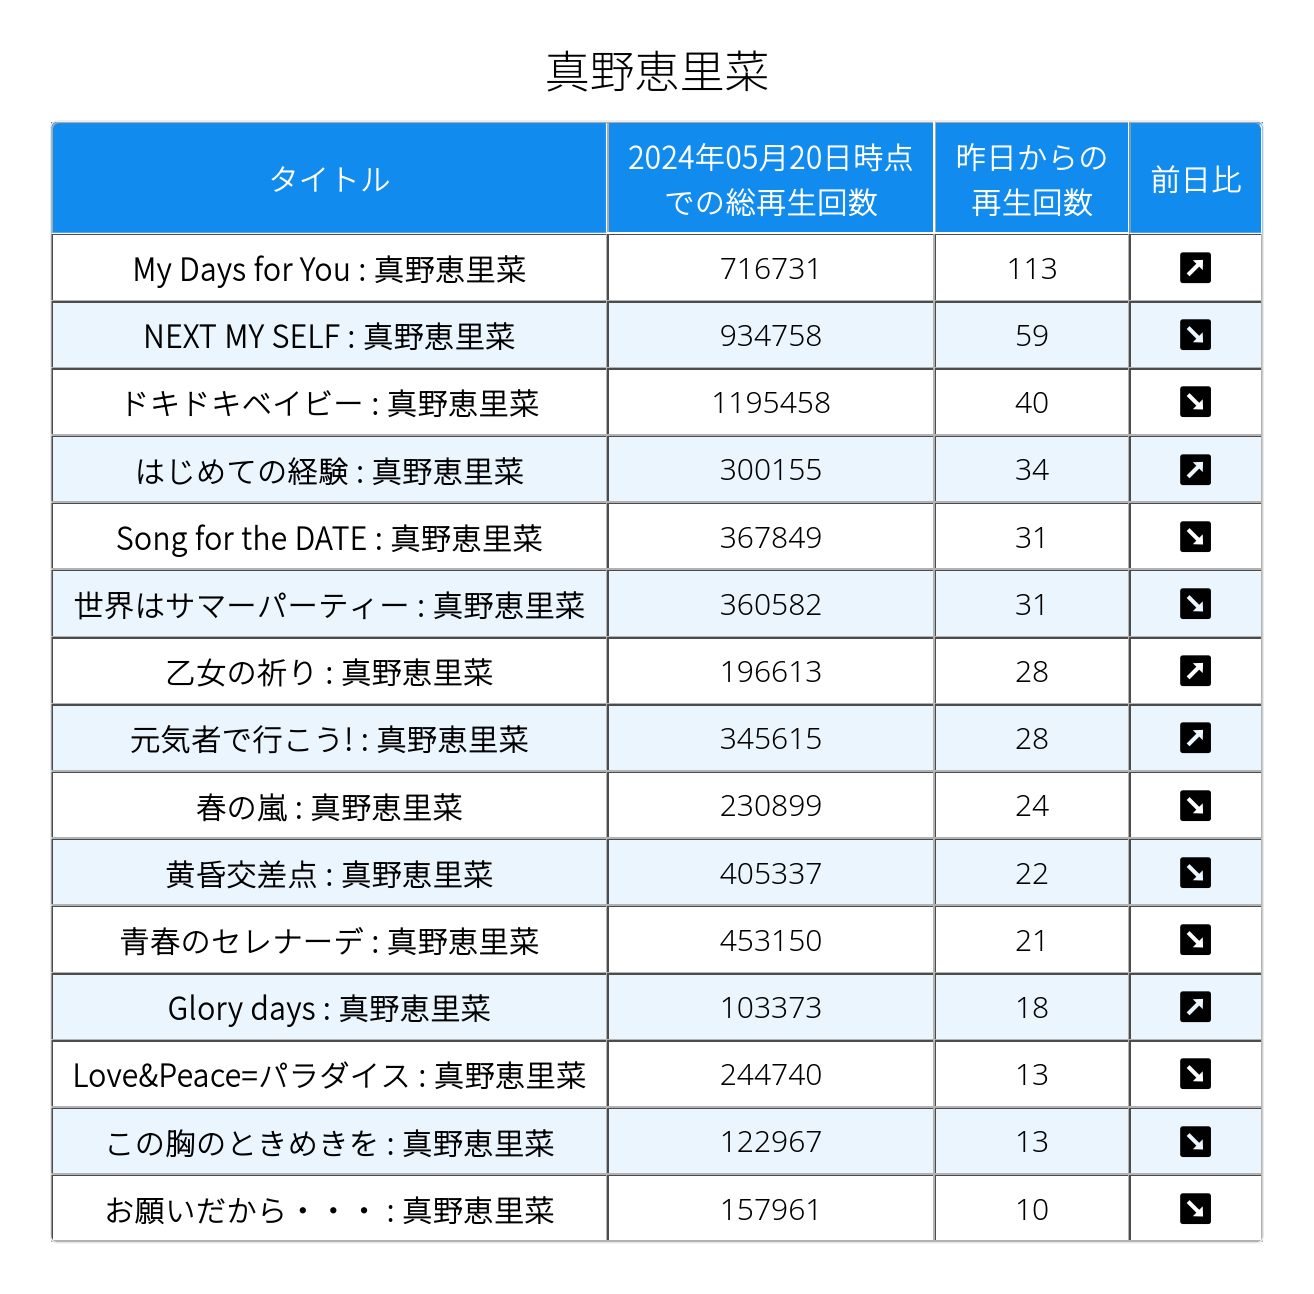 真野恵里菜
タイトル 2024年05月20日時点での総再生回数 昨日からの再生回数 前日比
My Days for You : 真野恵里菜 716731 113 ↗
NEXT MY SELF : 真野恵里菜 934758 59 ↘
ドキドキベイビー : 真野恵里菜 1195458 40 ↘
はじめての経験 : 真野恵里菜 300155 34 ↗
Song for the DATE : 真野恵里菜 367849 31 ↘
世界はサマーパーティー : 真野恵里菜 360582 31 ↘
乙女の祈り : 真野恵里菜 196613 28 ↗
元気者で行こう! : 真野恵里菜 345615 28 ↗
春の嵐 : 真野恵里菜 230899 24 ↘
黄昏交差点 : 真野恵里菜 405337 22 ↘
青春のセレナーデ : 真野恵里菜 453150 21 ↘
Glory days : 真野恵里菜 103373 18 ↗
Love&Peace=パラダイス : 真野恵里菜 244740 13 ↘
この胸のときめきを : 真野恵里菜 122967 13 ↘
お願いだから・・・ : 真野恵里菜 157961 10 ↘